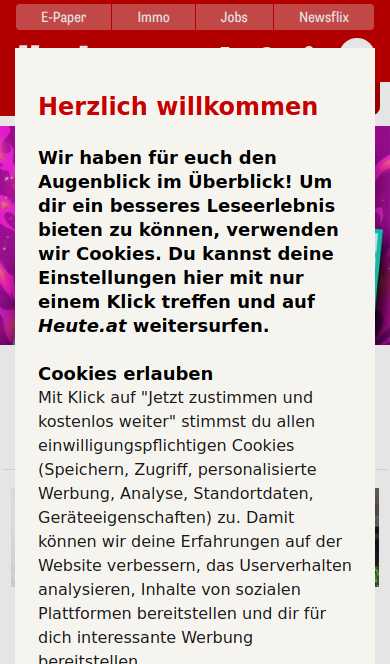 E-Paper
Immo
Jobs
Newsflix
Herzlich willkommen
Wir haben für euch den
Augenblick im Überblick! Um
dir ein besseres Leseerlebnis
bieten zu können, verwenden
wir Cookies. Du kannst deine
Einstellungen hier mit nur
einem Klick treffen und auf
Heute.at weitersurfen.
Cookies erlauben
Mit Klick auf "Jetzt zustimmen und
kostenlos weiter" stimmst du allen
einwilligungspflichtigen Cookies
(Speichern, Zugriff, personalisierte
Werbung, Analyse, Standortdaten,
Geräteeigenschaften) zu. Damit
können wir deine Erfahrungen auf der
Website verbessern, das Userverhalten
analysieren, Inhalte von sozialen
Plattformen bereitstellen und dir für
dich interessante Werbung
bereitstellen